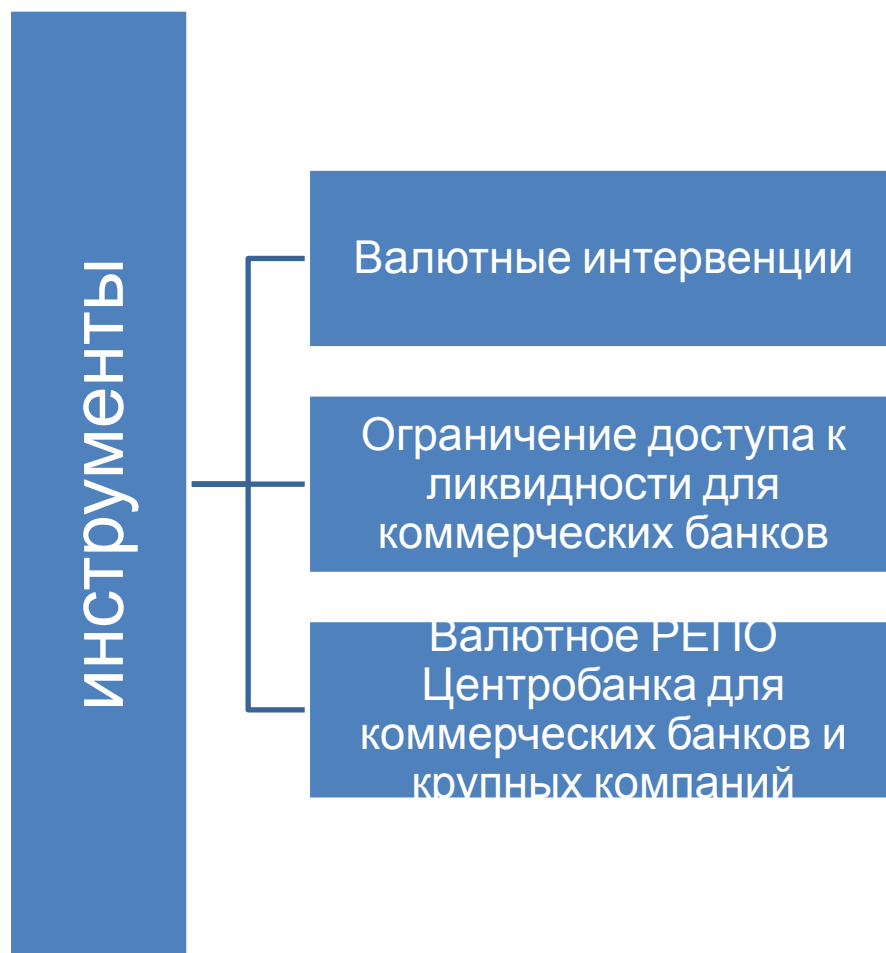 инструменты
Валютные интервенции
Ограничение доступа к
ликвидности для
коммерческих банков
Валютное РЕПО
Центробанка для
коммерческих банков и
крупных компаний